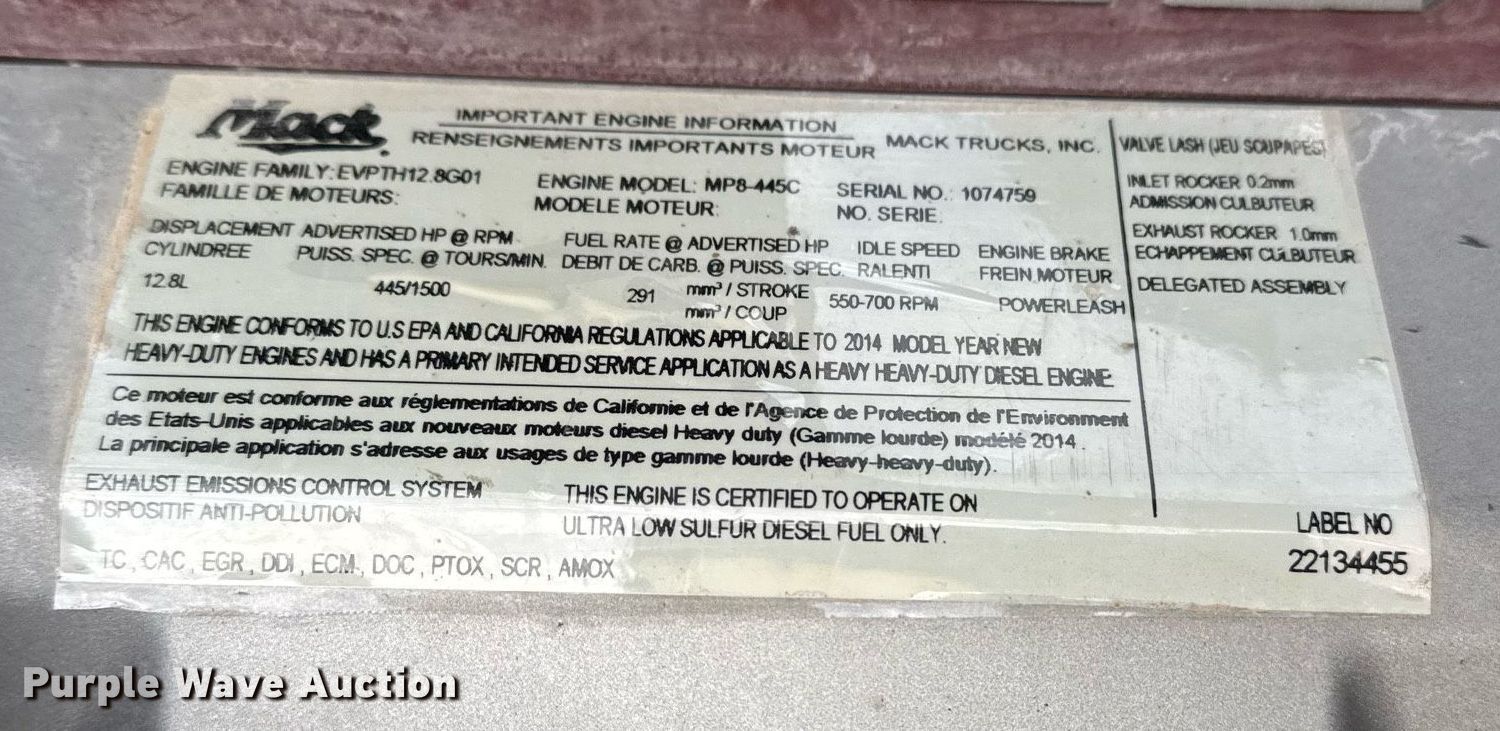 Mack
IMPORTANT ENGINE INFORMATION
RENSEIGNEMENTS IMPORTANTS MOTEUR
MACK TRUCKS, INC.
ENGINE FAMILY: EVPTH12.8G01
FAMILLE DE MOTEURS:
ENGINE MODEL: MP8-445C
MODELE MOTEUR:
SERIAL NO.: 1074759
NO. SERIE:
DISPLACEMENT
CYLINDREE
12.8L
ADVERTISED HP @ RPM
PUISS. SPEC. @ TOURS/MIN.
445/1500
FUEL RATE @ ADVERTISED HP
DEBIT DE CARB. @ PUISS. SPEC.
291 mm³ / STROKE
mm³ / COUP
IDLE SPEED
RALENTI
550-700 RPM
ENGINE BRAKE
FREIN MOTEUR
POWERLEASH
THIS ENGINE CONFORMS TO U.S EPA AND CALIFORNIA REGULATIONS APPLICABLE TO 2014 MODEL YEAR NEW
HEAVY-DUTY ENGINES AND HAS A PRIMARY INTENDED SERVICE APPLICATION AS A HEAVY HEAVY-DUTY DIESEL ENGINE
Ce moteur est conforme aux réglementations de Californie et de l'Agence de Protection de l'Environment
des Etats-Unis applicables aux nouveaux moteurs diesel Heavy duty (Gamme lourde) modélé 2014.
La principale application s'adresse aux usages de type gamme lourde (Heavy-heavy-duty).
EXHAUST EMISSIONS CONTROL SYSTEM
DISPOSITIF ANTI-POLLUTION
TC, CAC, EGR, DDI, ECM, DOC, PTOX, SCR, AMOX
THIS ENGINE IS CERTIFIED TO OPERATE ON
ULTRA LOW SULFUR DIESEL FUEL ONLY.
VALVE LASH (JEU SOUPAPES)
INLET ROCKER 0.2mm
ADMISSION CULBUTEUR
EXHAUST ROCKER 1.0mm
ECHAPPEMENT CULBUTEUR
DELEGATED ASSEMBLY
LABEL NO
22134455
Purple Wave Auction